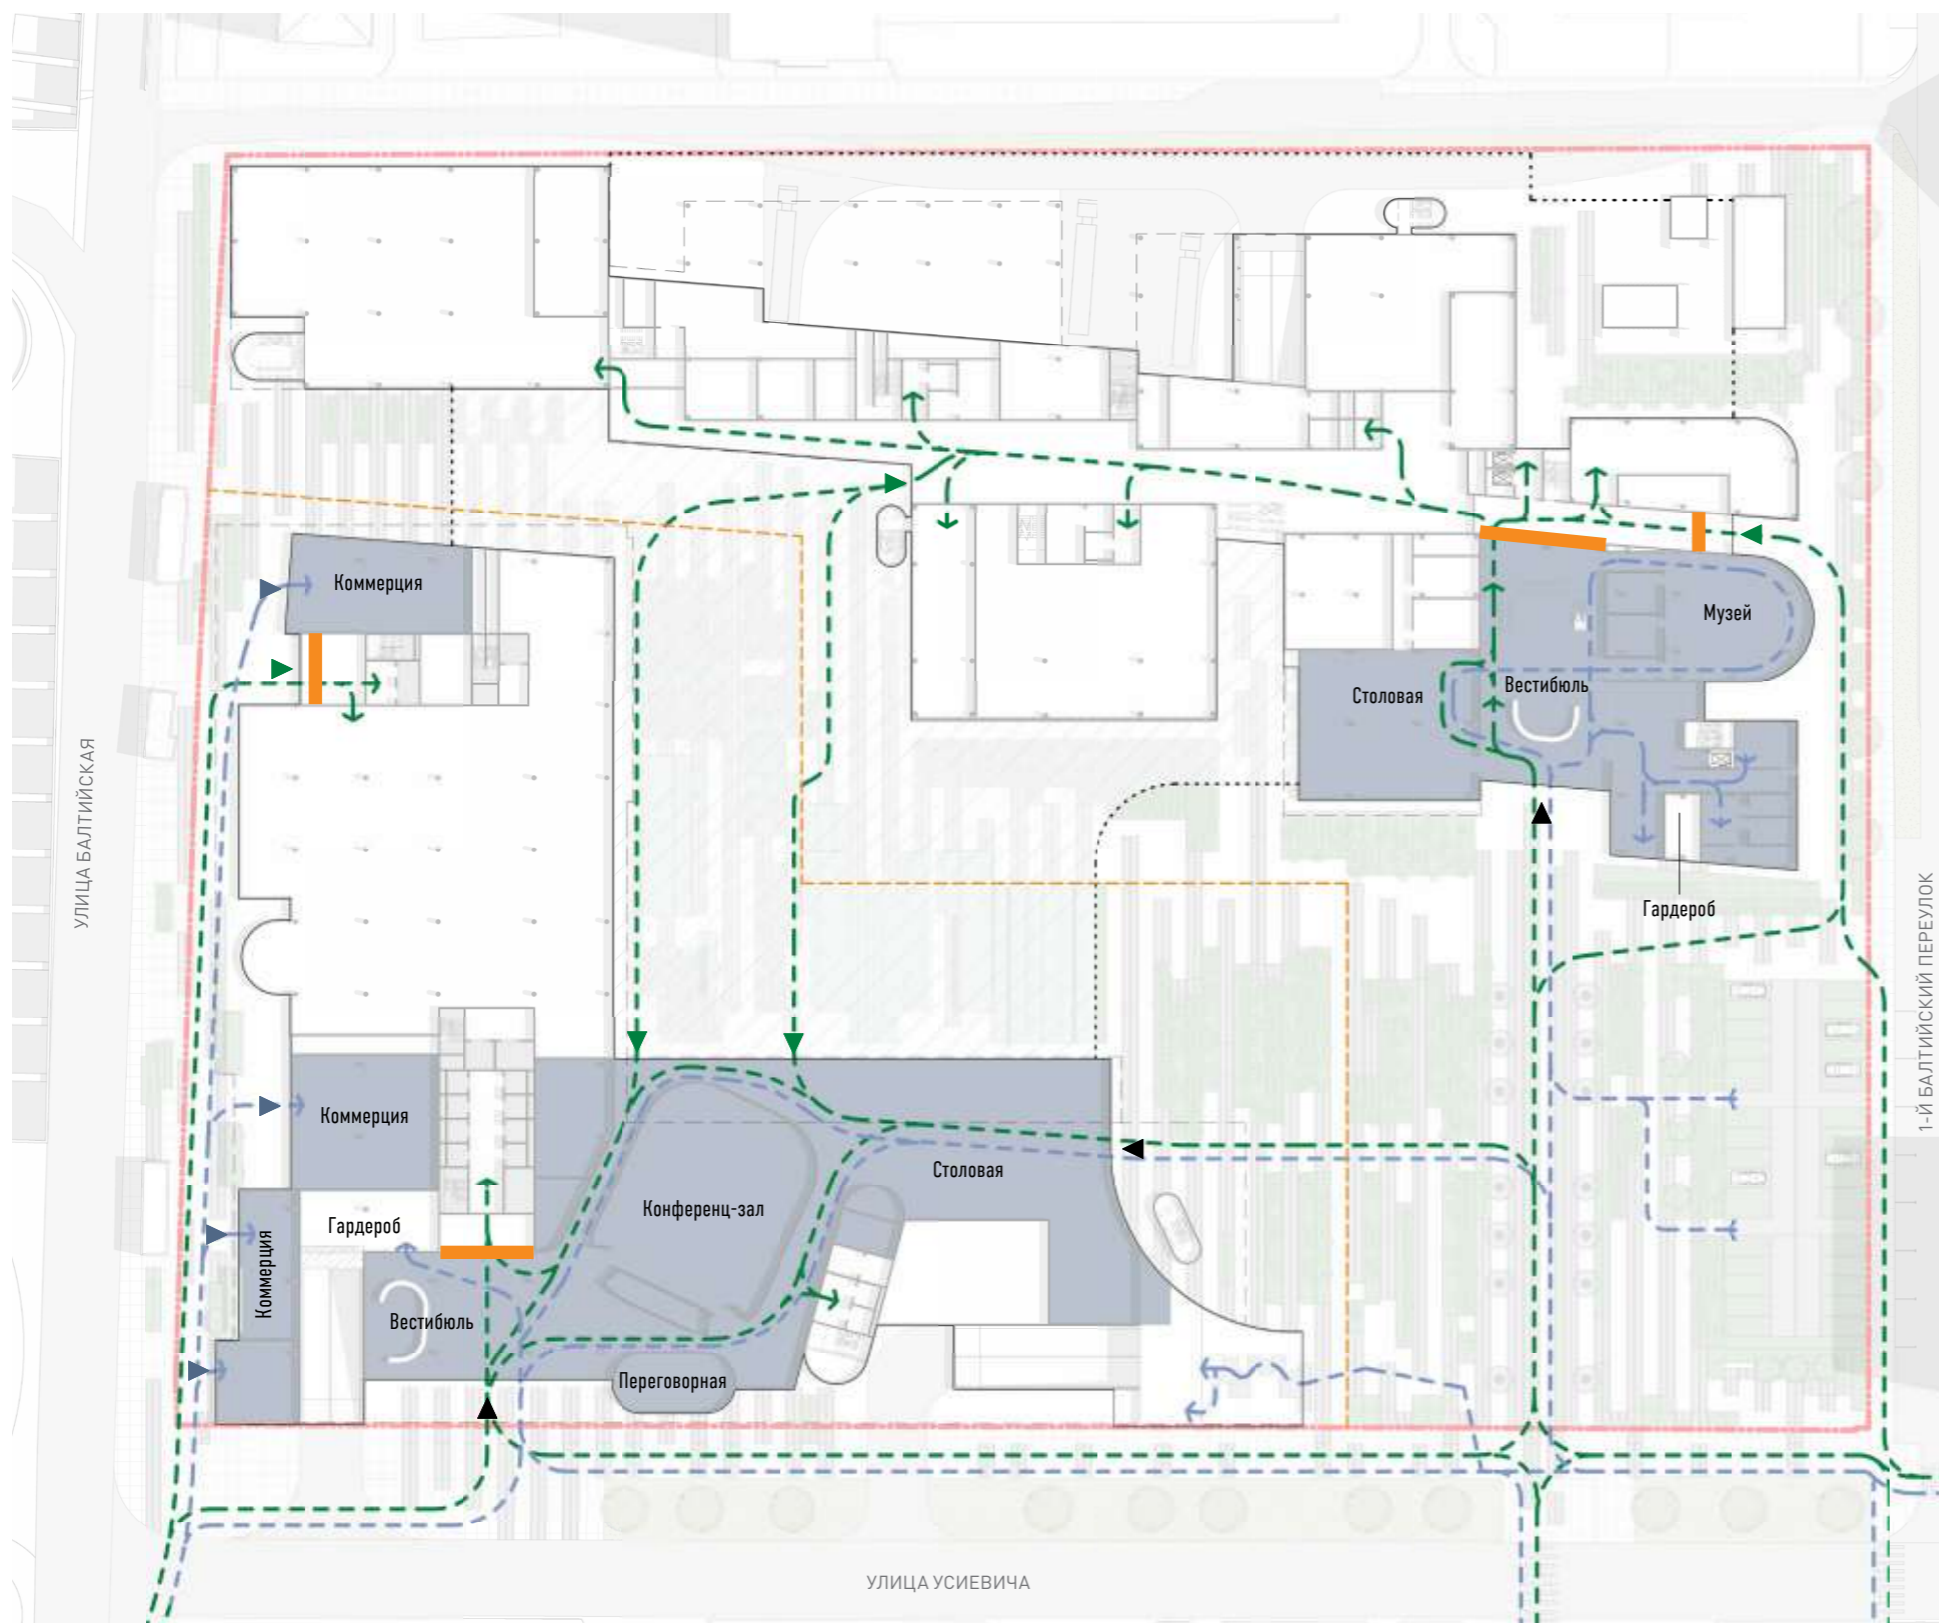 Коммерция
Музей
Вестибюль
Столовая
УЛИЦА БАЛТИЙСКАЯ
Гардероб
1-Й БАЛТИЙСКИЙ ПЕРЕУЛОК
Коммерция
Столовая
Конференц-зал
Гардероб
Коммерция
Вестибюль
Переговорная
УЛИЦА УСИЕВИЧА